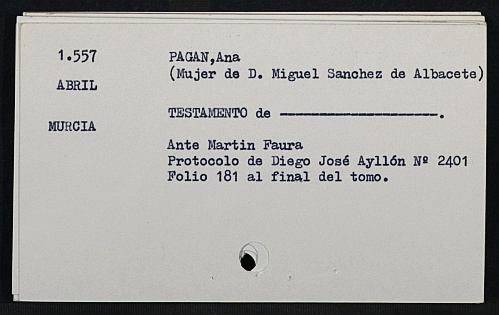 1.557
ABRIL
MURCIA
PAGAN,Ana
(Mujer de D. Miguel Sanchez de Albacete)
TESTAMENTO de ————————————.
Ante Martin Faura
Protocolo de Diego José Ayllón Nº 2401
Folio 181 al final del tomo.